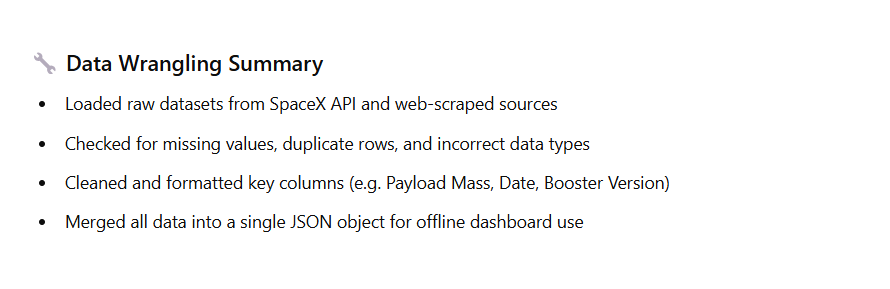 🔧 Data Wrangling Summary
• Loaded raw datasets from SpaceX API and web-scraped sources
• Checked for missing values, duplicate rows, and incorrect data types
• Cleaned and formatted key columns (e.g. Payload Mass, Date, Booster Version)
• Merged all data into a single JSON object for offline dashboard use